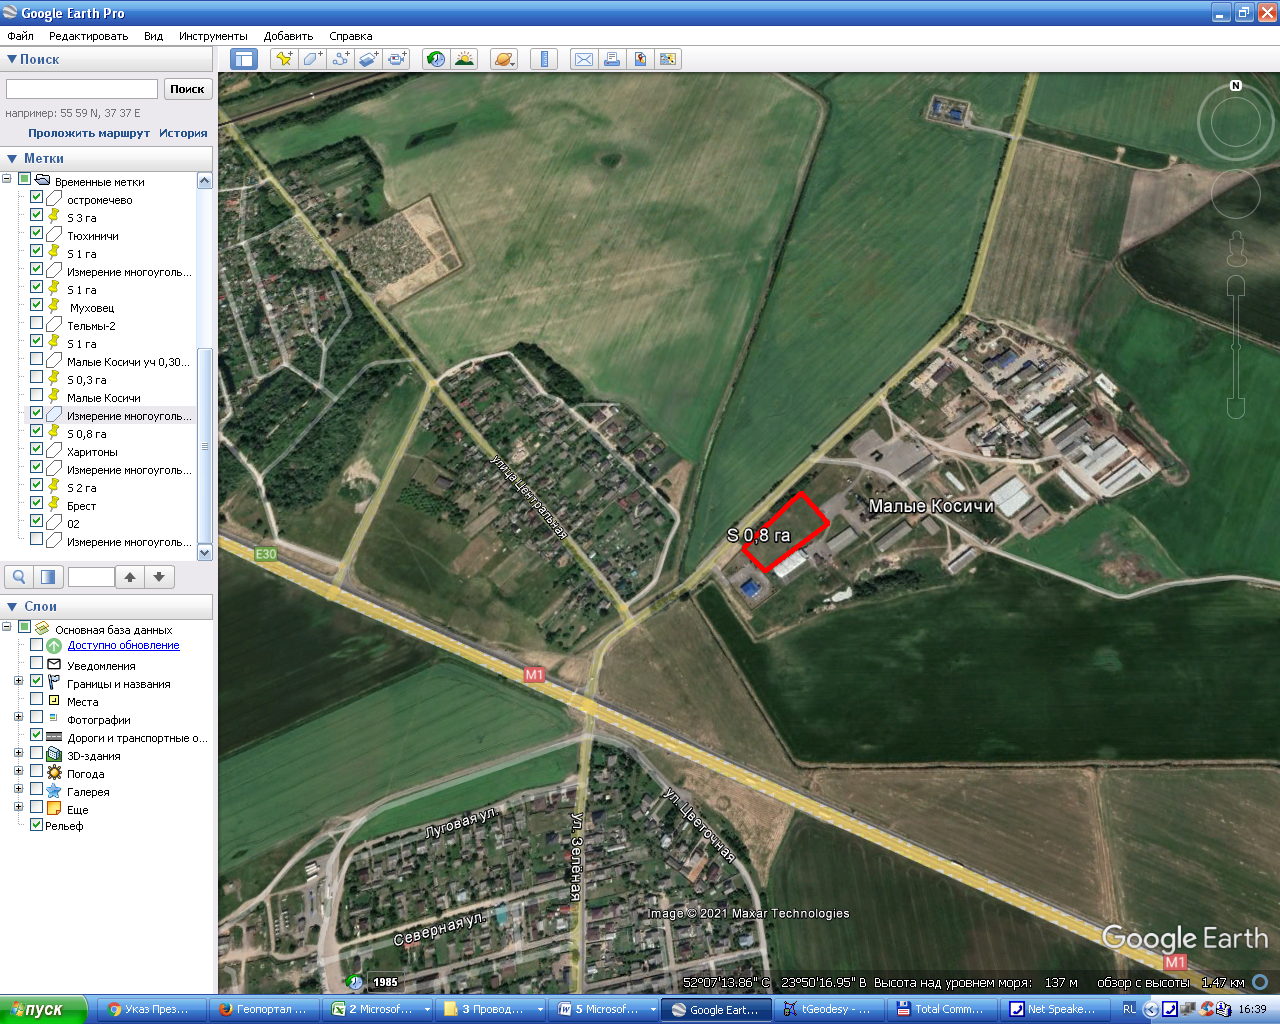 Google Earth Pro
Файл Редактировать Вид Инструменты Добавить Справка
Поиск
Поиск
например: 55 59 N, 37 37 E
Проложить маршрут История
Метки
Временные метки
остромечево
S 3 га
Тюхиничи
S 1 га
Измерение многоуголь...
S 1 га
Муховец
Тельмы-2
S 1 га
Малые Косичи уч 0,30...
S 0,3 га
Малые Косичи
Измерение многоуголь...
S 0,8 га
Харитоны
Измерение многоуголь...
S 2 га
Брест
02
Измерение многоуголь...
Слои
Основная база данных
Доступно обновление
Уведомления
Границы и названия
Места
Фотографии
Дороги и транспортные о...
3D-здания
Погода
Галерея
Еще
Рельеф
N
улица Центральная
Малые Косичи
S 0,8 га
E30
M1
ул. Цветочная
Луговая ул.
ул. Зелёная
Северная ул.
Image © 2021 Maxar Technologies
Google Earth
M1
1985
52°07'13.86" С 23°50'16.95" В Высота над уровнем моря: 137 м обзор с высоты 1.47 км
пуск
Указ През...
Геопортал ...
2 Microsof...
3 Провод...
5 Microsof...
Google Eart...
tGeodesy - ...
Total Comm...
Net Speake...
RU
16:39